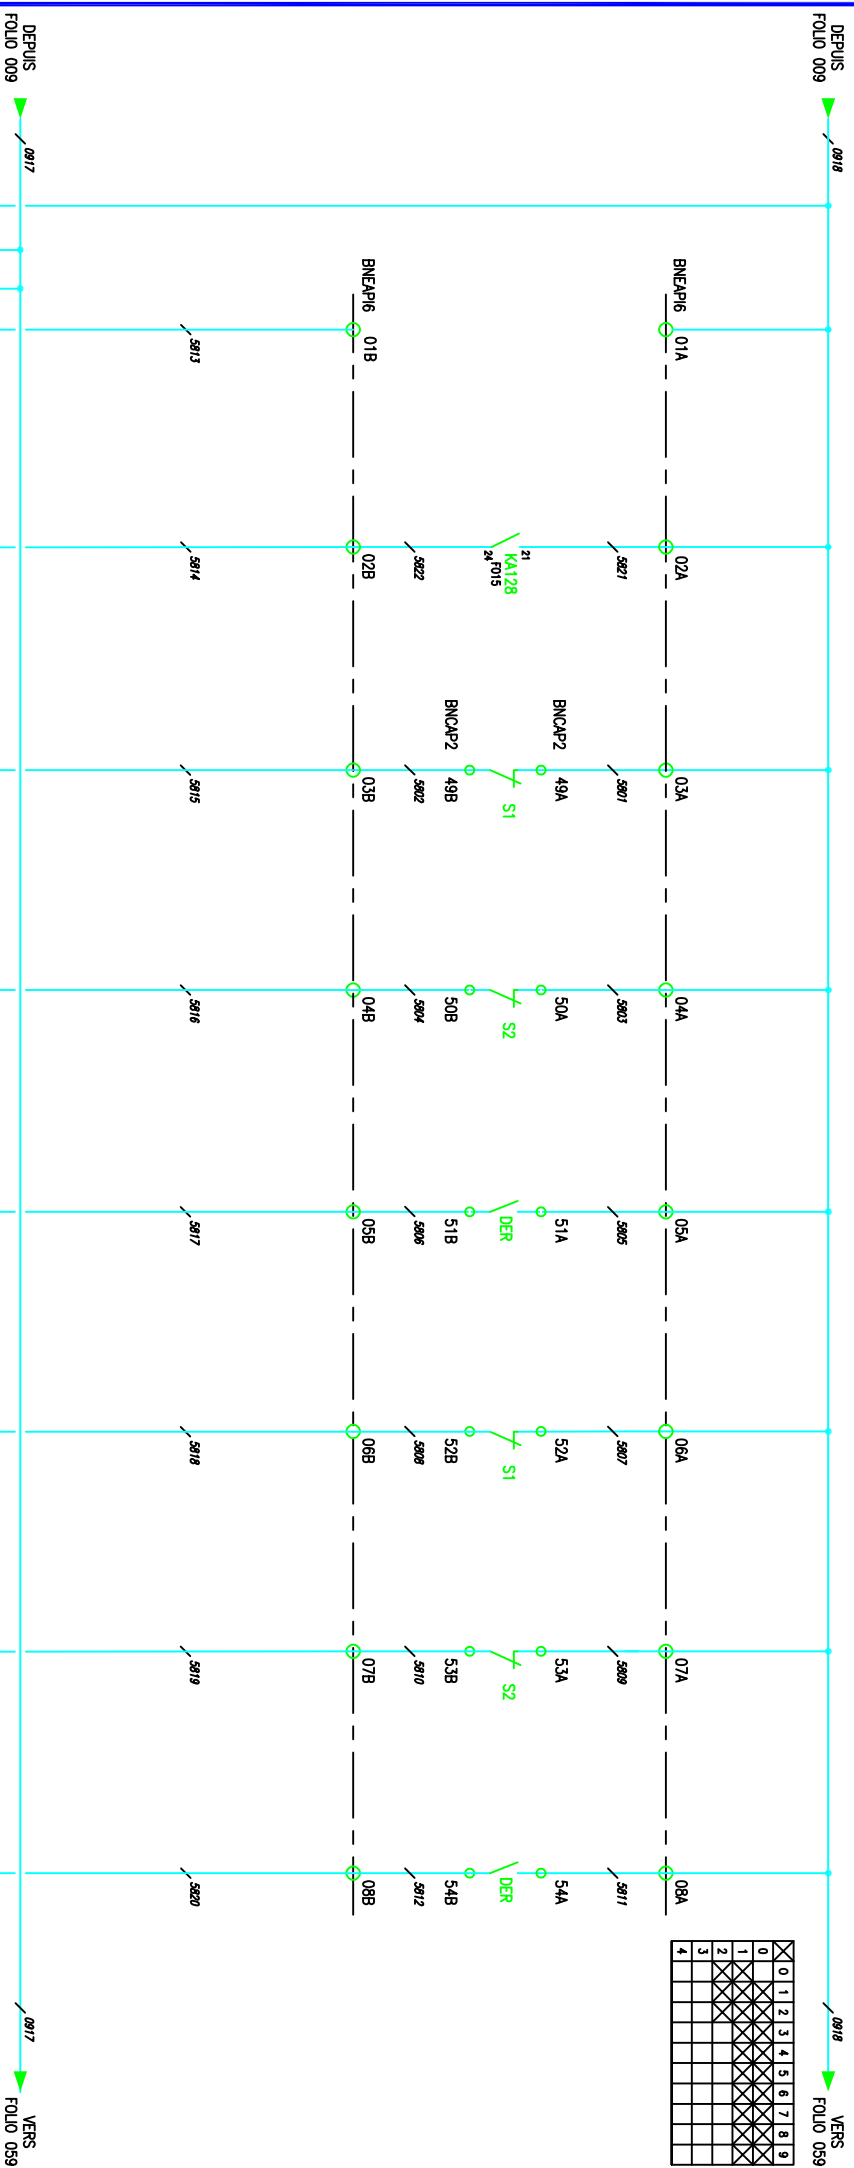 DEPUIS
FOLIO 009
0918
0918
VERS
FOLIO 059
0 1 2 3 4 5 6 7 8 9
0
1
2
3
4
BNEAPI6
01A
02A
03A
04A
05A
06A
07A
08A
5821
5801
5803
5805
5807
5809
5811
BNCAP2
49A
50A
51A
52A
53A
54A
21
KA128
F015
24
S1
S2
DER
S1
S2
DER
BNCAP2
49B
50B
51B
52B
53B
54B
5822
5802
5804
5806
5808
5810
5812
BNEAPI6
01B
02B
03B
04B
05B
06B
07B
08B
5813
5814
5815
5816
5817
5818
5819
5820
DEPUIS
FOLIO 009
0917
0917
VERS
FOLIO 059